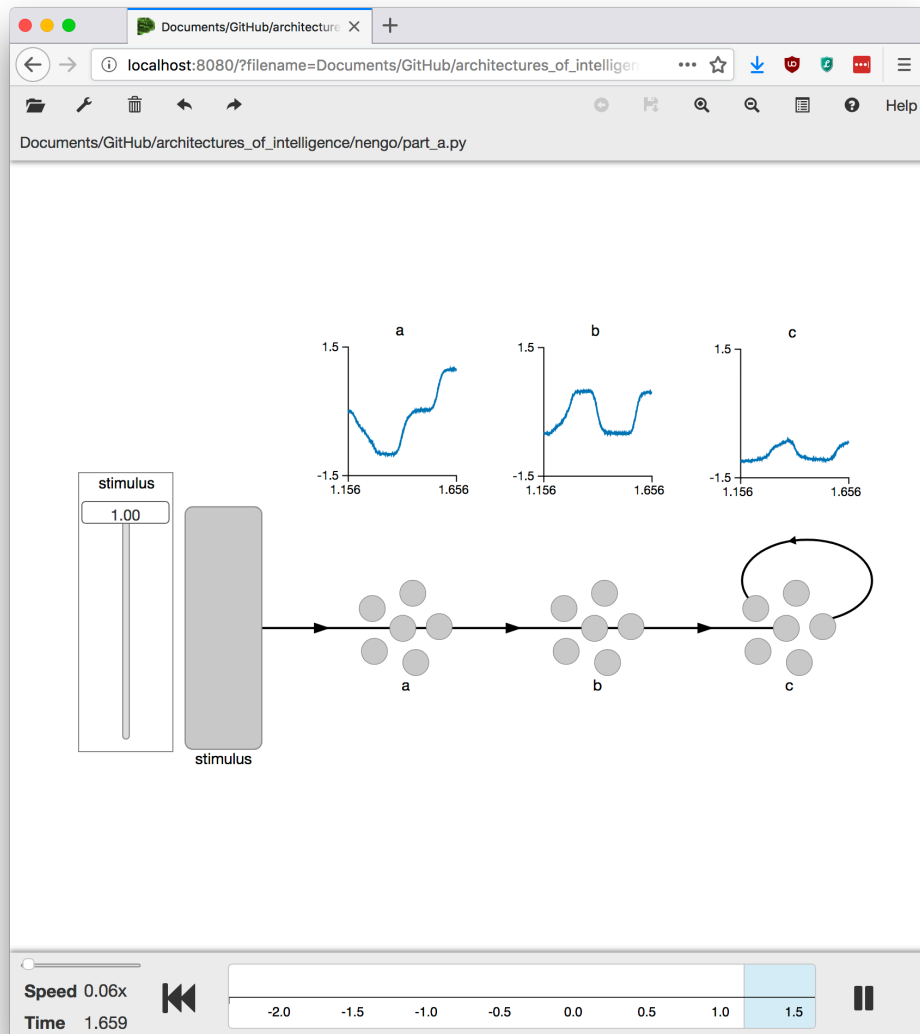 Documents/GitHub/architecture
localhost:8080/?filename=Documents/GitHub/architectures_of_intelligen
Help
Documents/GitHub/architectures_of_intelligence/nengo/part_a.py
a b c
1.5 1.5 1.5
-1.5 -1.5 -1.5
1.156 1.656 1.156 1.656 1.156 1.656
stimulus
1.00
a b c
stimulus
Speed 0.06x
-2.0 -1.5 -1.0 -0.5 0.0 0.5 1.0 1.5
Time 1.659